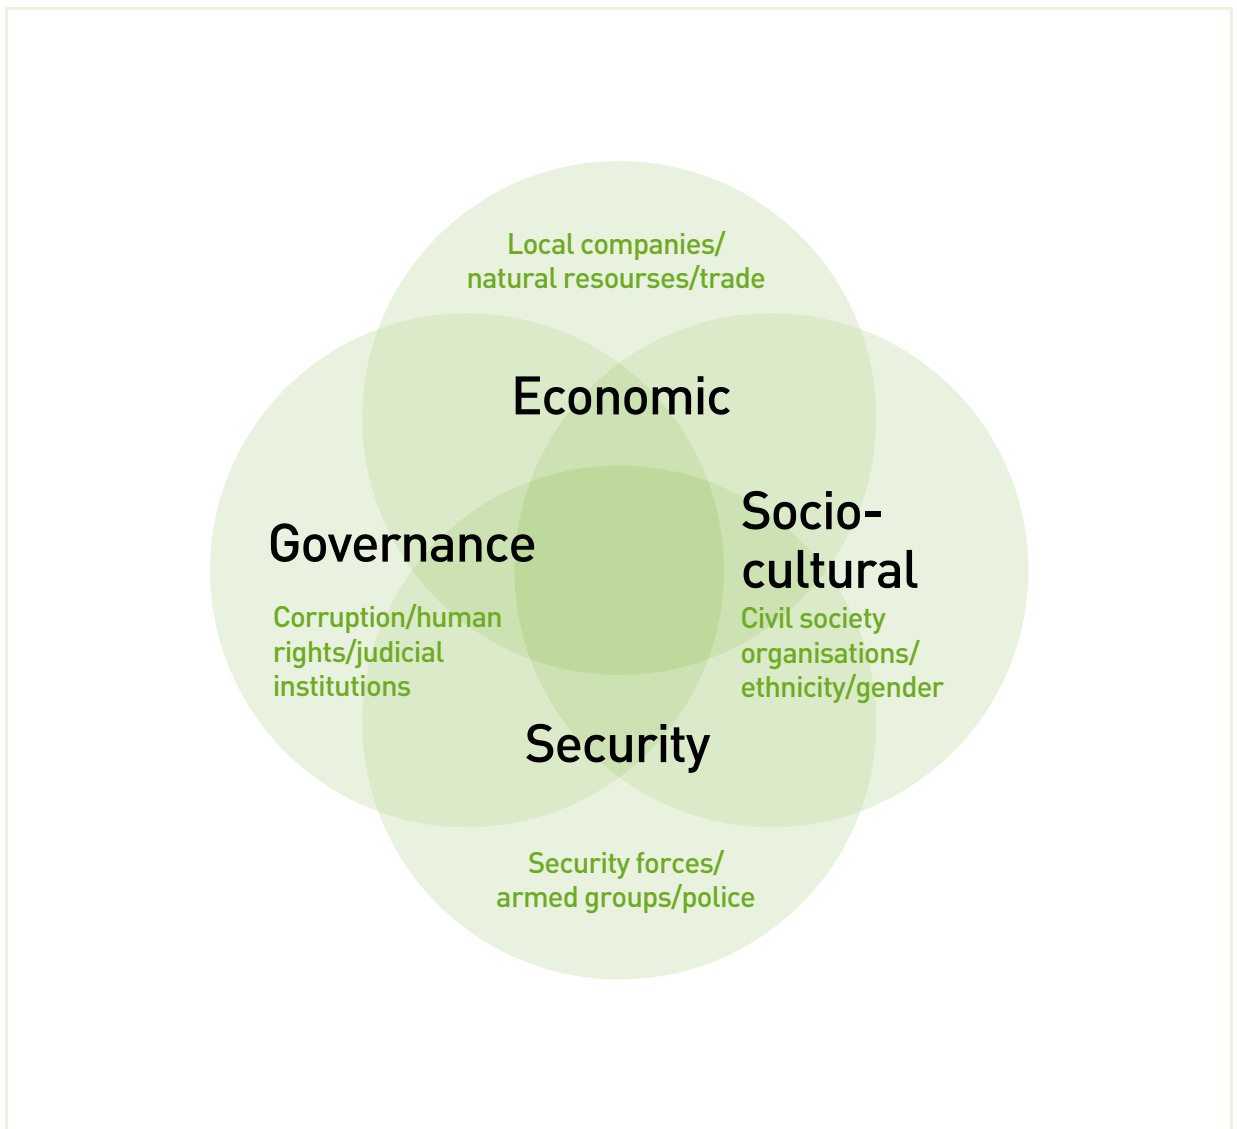 Local companies/
natural resourses/trade
Economic
Governance
Corruption/human
rights/judicial
institutions
Socio-
cultural
Civil society
organisations/
ethnicity/gender
Security
Security forces/
armed groups/police